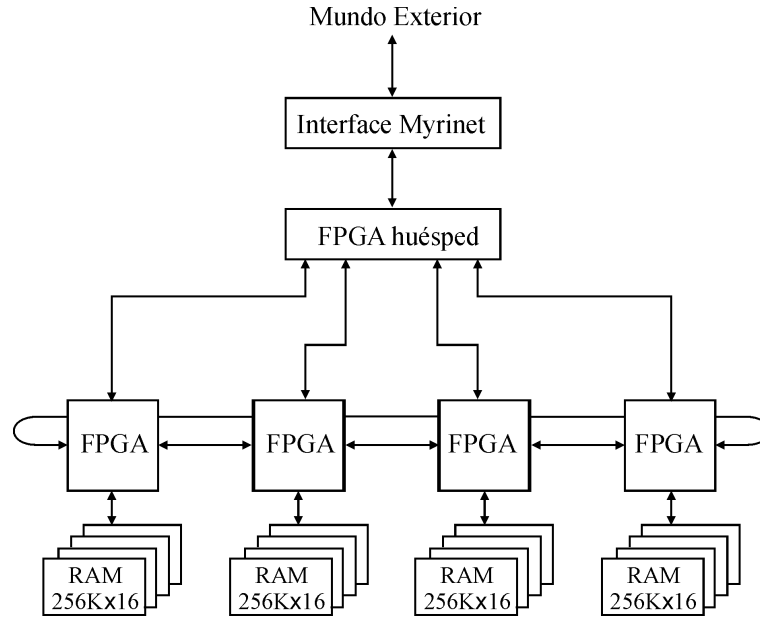 Mundo Exterior
Interface Myrinet
FPGA huésped
FPGA
FPGA
FPGA
FPGA
RAM
256Kx16
RAM
256Kx16
RAM
256Kx16
RAM
256Kx16